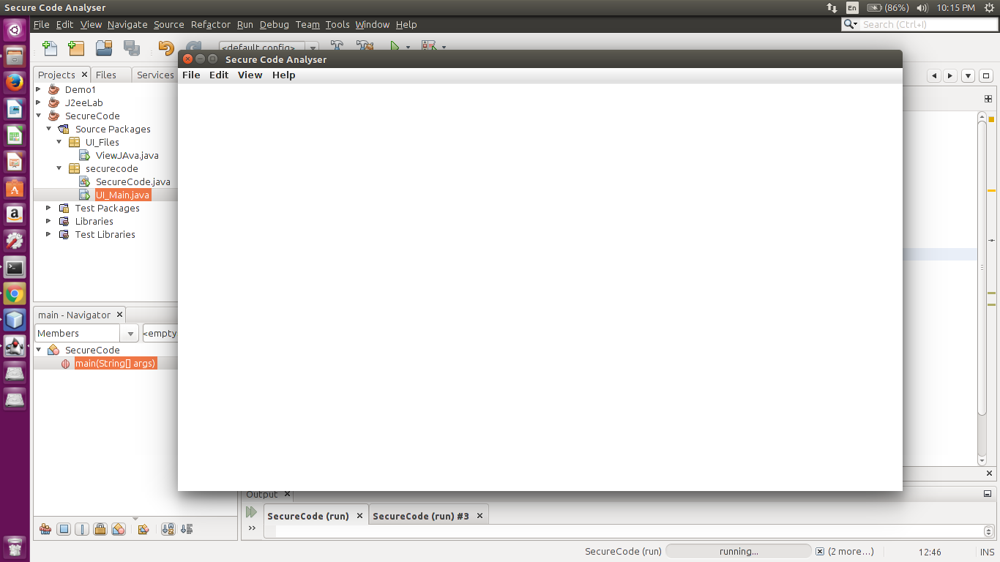 Secure Code Analyser En (86%) 10:15 PM
File Edit View Navigate Source Refactor Run Debug Team Tools Window Help
Search (Ctrl+I)
<default config>
Secure Code Analyser
File Edit View Help
Projects Files Services
Demo1
J2eeLab
SecureCode
Source Packages
UI_Files
ViewJAva.java
securecode
SecureCode.java
UI_Main.java
Test Packages
Libraries
Test Libraries
main - Navigator
Members <empty
SecureCode
main(String[] args)
Output
SecureCode (run) SecureCode (run) #3
SecureCode (run) running... (2 more...) 12:46 INS